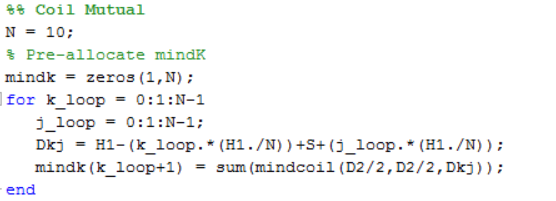 %% Coil Mutual
N = 10;
% Pre-allocate mindK
mindk = zeros(1,N);
for k_loop = 0:1:N-1
j_loop = 0:1:N-1;
Dkj = H1-(k_loop.*(H1./N))+S+(j_loop.*(H1./N));
mindk(k_loop+1) = sum(mindcoil(D2/2,D2/2,Dkj));
end